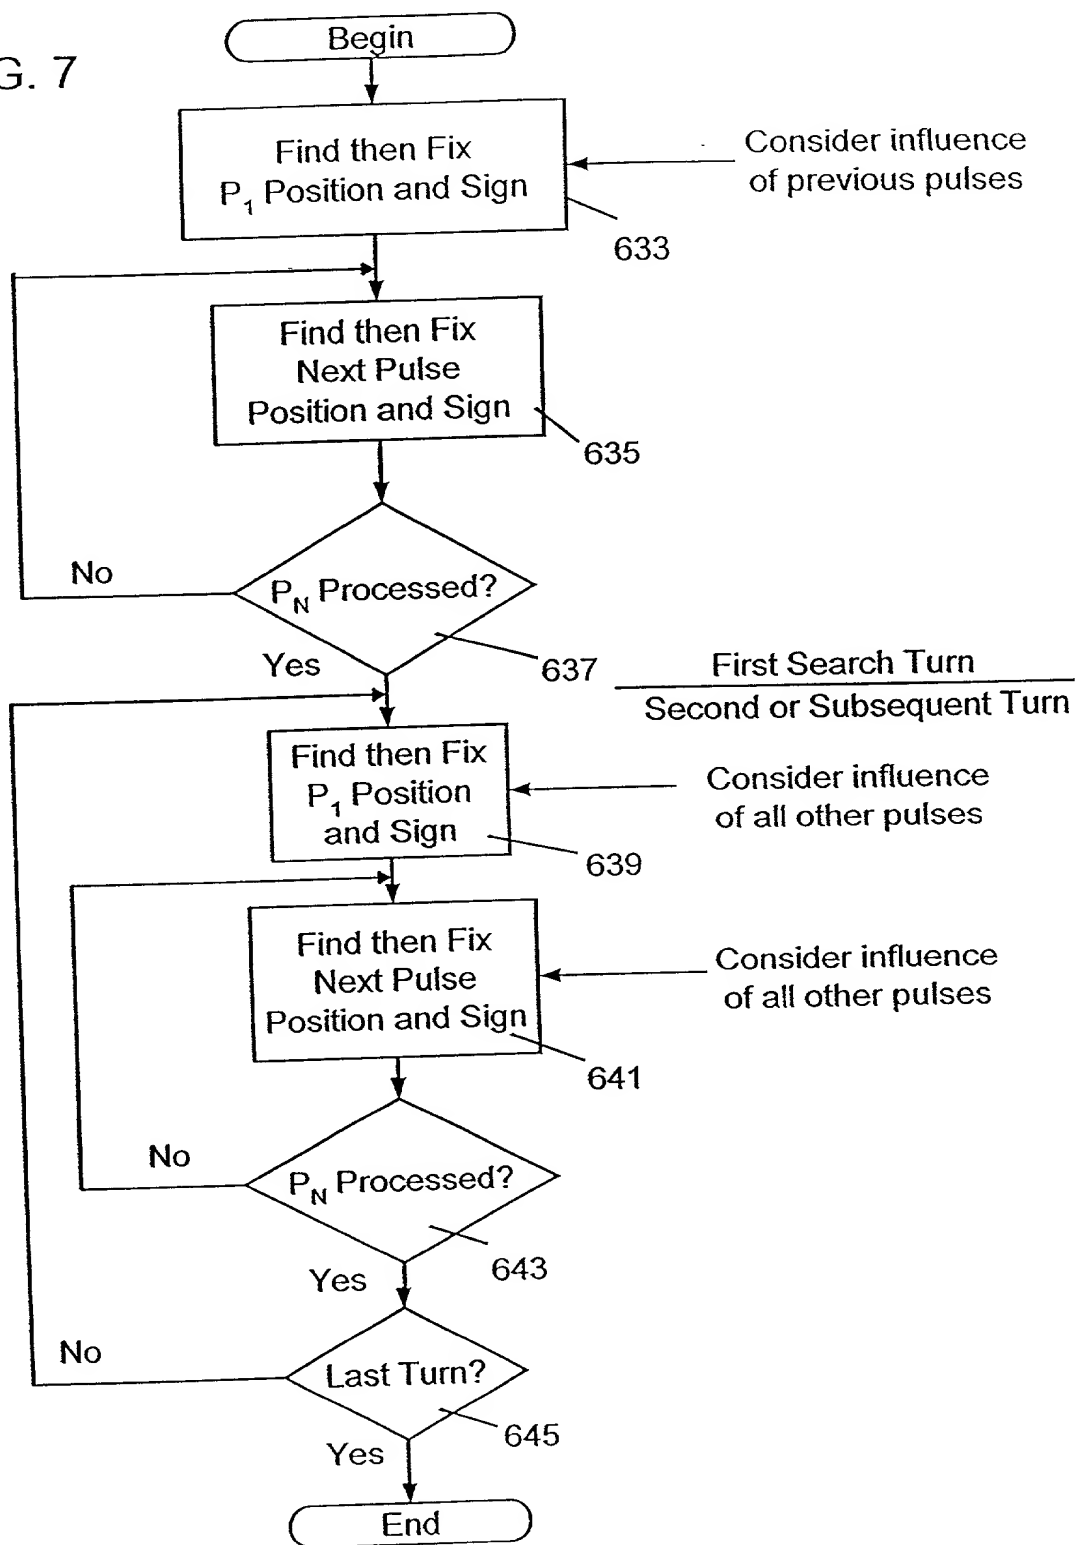 G. 7
Begin
Find then Fix
P1 Position and Sign
Consider influence
of previous pulses
633
Find then Fix
Next Pulse
Position and Sign
635
No
PN Processed?
Yes
637
First Search Turn
Second or Subsequent Turn
Find then Fix
P1 Position
and Sign
Consider influence
of all other pulses
639
Find then Fix
Next Pulse
Position and Sign
Consider influence
of all other pulses
641
No
PN Processed?
643
Yes
No
Last Turn?
645
Yes
End